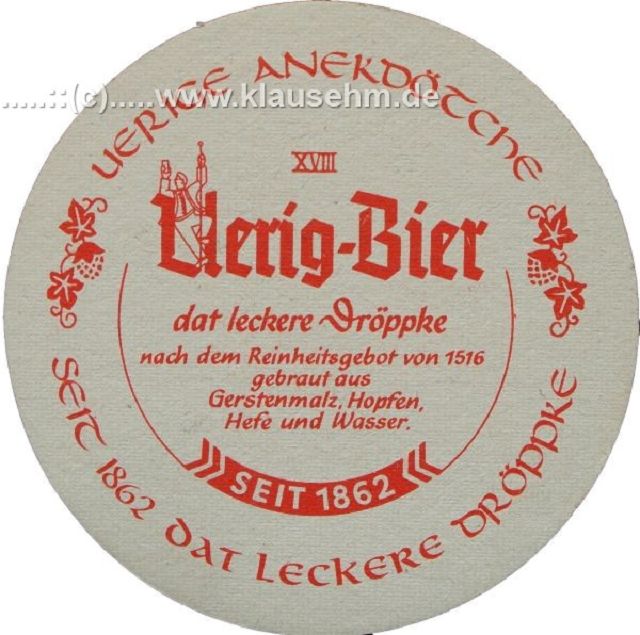 UERIGE ANEKDÖTCHE
......::(c).....www.klausehm.de
XVIII
Uerig-Bier
dat leckere Dröppke
nach dem Reinheitsgebot von 1516
gebraut aus
Gerstenmalz, Hopfen,
Hefe und Wasser.
SEIT 1862
SEIT 1862 DAT LECKERE DRÖPPKE